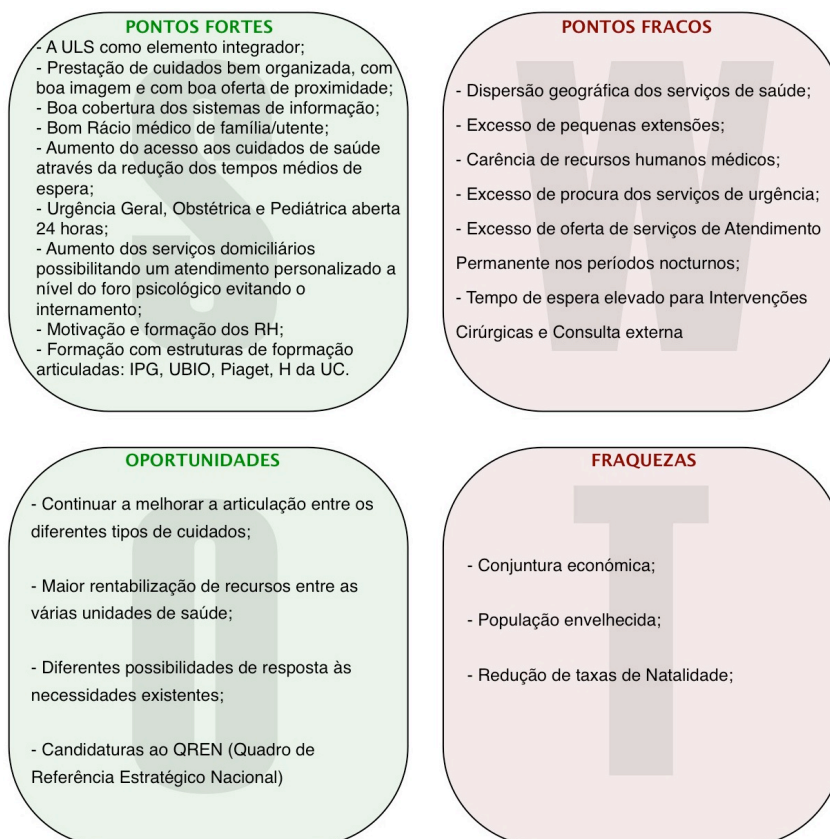 PONTOS FORTES
- A ULS como elemento integrador;
- Prestação de cuidados bem organizada, com
boa imagem e com boa oferta de proximidade;
- Boa cobertura dos sistemas de informação;
- Bom Rácio médico de família/utente;
- Aumento do acesso aos cuidados de saúde
através da redução dos tempos médios de
espera;
- Urgência Geral, Obstétrica e Pediátrica aberta
24 horas;
- Aumento dos serviços domiciliários
possibilitando um atendimento personalizado a
nível do foro psicológico evitando o
internamento;
- Motivação e formação dos RH;
- Formação com estruturas de foprmação
articuladas: IPG, UBIO, Piaget, H da UC.
S
PONTOS FRACOS
- Dispersão geográfica dos serviços de saúde;
- Excesso de pequenas extensões;
- Carência de recursos humanos médicos;
- Excesso de procura dos serviços de urgência;
- Excesso de oferta de serviços de Atendimento
Permanente nos períodos nocturnos;
- Tempo de espera elevado para Intervenções
Cirúrgicas e Consulta externa
W
OPORTUNIDADES
- Continuar a melhorar a articulação entre os
diferentes tipos de cuidados;
- Maior rentabilização de recursos entre as
várias unidades de saúde;
- Diferentes possibilidades de resposta às
necessidades existentes;
- Candidaturas ao QREN (Quadro de
Referência Estratégico Nacional)
O
FRAQUEZAS
- Conjuntura económica;
- População envelhecida;
- Redução de taxas de Natalidade;
T